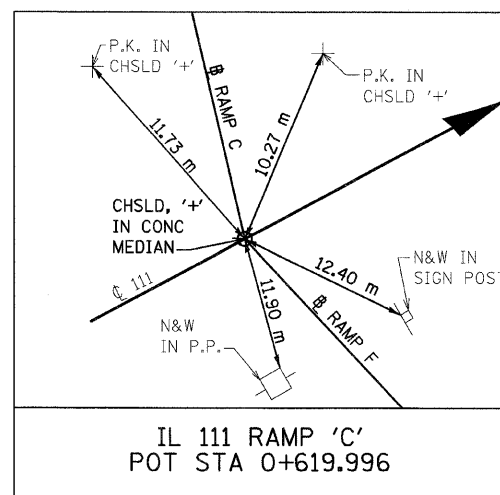 P.K. IN
CHSLD '+'
P.K. IN
CHSLD '+'
℄ RAMP C
11.73 m
10.27 m
CHSLD, '+'
IN CONC
MEDIAN
12.40 m
N&W IN
SIGN POST
℄ 111
11.90 m
N&W
IN P.P.
℄ RAMP F
IL 111 RAMP 'C'
POT STA 0+619.996